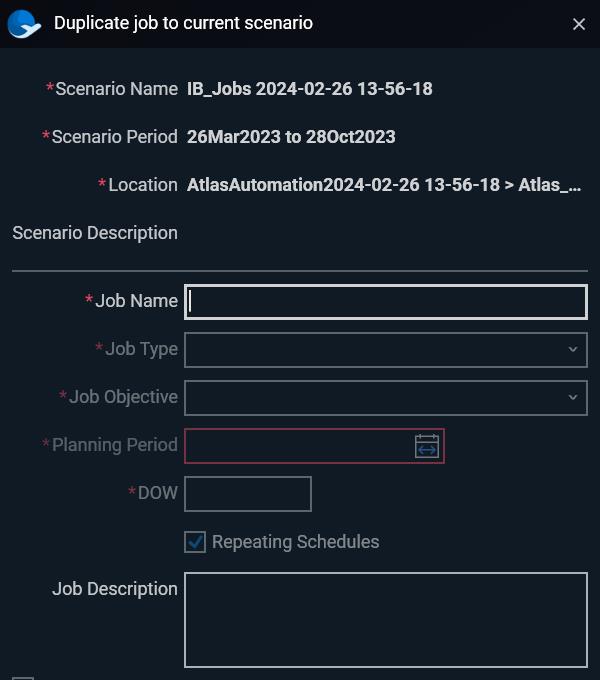 Duplicate job to current scenario
*Scenario Name IB_Jobs 2024-02-26 13-56-18
*Scenario Period 26Mar2023 to 28Oct2023
*Location AtlasAutomation2024-02-26 13-56-18 > Atlas_...
Scenario Description
*Job Name
*Job Type
*Job Objective
*Planning Period
*DOW
Repeating Schedules
Job Description